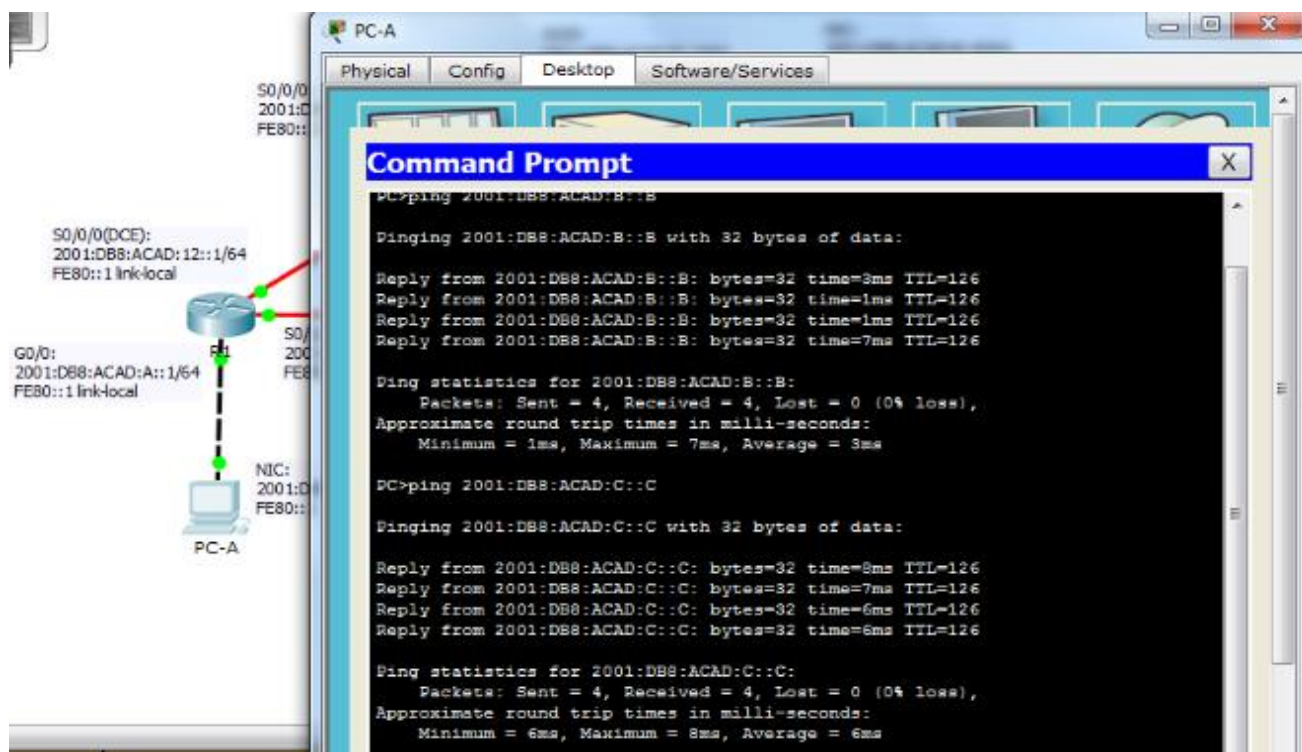 PC-A
Physical Config Desktop Software/Services
S0/0/0
2001:D
FE80::
Command Prompt
X
PC>ping 2001:DB8:ACAD:B::B
Pinging 2001:DB8:ACAD:B::B with 32 bytes of data:
Reply from 2001:DB8:ACAD:B::B: bytes=32 time=3ms TTL=126
Reply from 2001:DB8:ACAD:B::B: bytes=32 time=1ms TTL=126
Reply from 2001:DB8:ACAD:B::B: bytes=32 time=1ms TTL=126
Reply from 2001:DB8:ACAD:B::B: bytes=32 time=7ms TTL=126
Ping statistics for 2001:DB8:ACAD:B::B:
Packets: Sent = 4, Received = 4, Lost = 0 (0% loss),
Approximate round trip times in milli-seconds:
Minimum = 1ms, Maximum = 7ms, Average = 3ms
PC>ping 2001:DB8:ACAD:C::C
Pinging 2001:DB8:ACAD:C::C with 32 bytes of data:
Reply from 2001:DB8:ACAD:C::C: bytes=32 time=8ms TTL=126
Reply from 2001:DB8:ACAD:C::C: bytes=32 time=7ms TTL=126
Reply from 2001:DB8:ACAD:C::C: bytes=32 time=6ms TTL=126
Reply from 2001:DB8:ACAD:C::C: bytes=32 time=6ms TTL=126
Ping statistics for 2001:DB8:ACAD:C::C:
Packets: Sent = 4, Received = 4, Lost = 0 (0% loss),
Approximate round trip times in milli-seconds:
Minimum = 6ms, Maximum = 8ms, Average = 6ms
S0/0/0(DCE):
2001:DB8:ACAD:12::1/64
FE80::1 link-local
R1
S0/
200
FE8
G0/0:
2001:DB8:ACAD:A::1/64
FE80::1 link-local
NIC:
2001:D
FE80::
PC-A